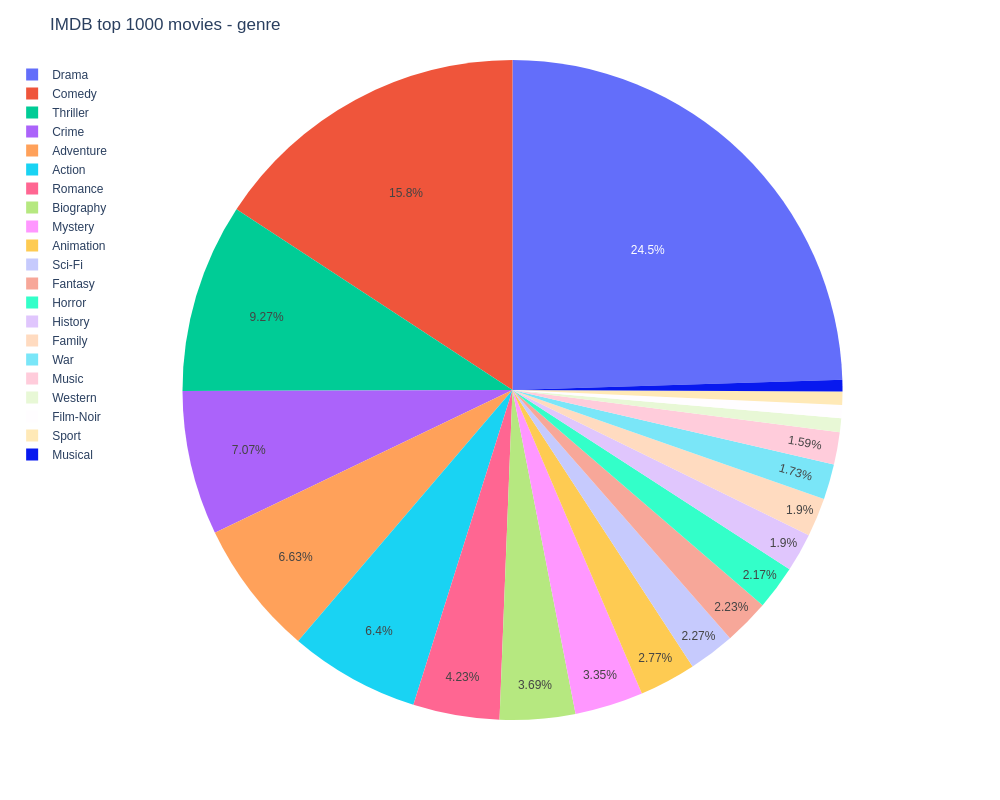 IMDB top 1000 movies - genre
Drama
Comedy
Thriller
Crime
Adventure
Action
Romance
Biography
Mystery
Animation
Sci-Fi
Fantasy
Horror
History
Family
War
Music
Western
Film-Noir
Sport
Musical
24.5%
15.8%
9.27%
7.07%
6.63%
6.4%
4.23%
3.69%
3.35%
2.77%
2.27%
2.23%
2.17%
1.9%
1.9%
1.73%
1.59%